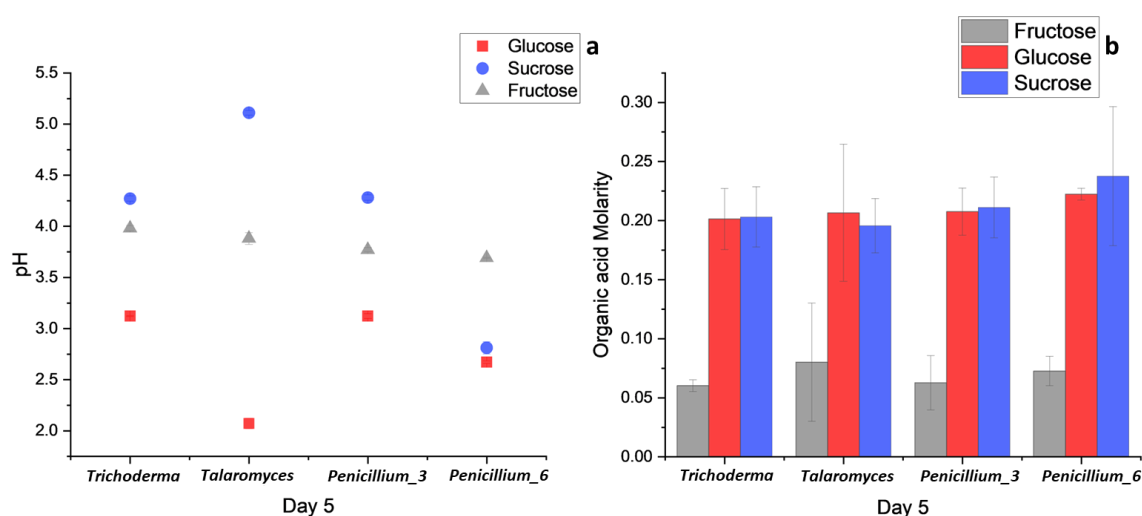 Glucose
Sucrose
Fructose
a
5.5
5.0
4.5
4.0
3.5
3.0
2.5
2.0
pH
Trichoderma Talaromyces Penicillium_3 Penicillium_6
Day 5
Fructose
Glucose
Sucrose
b
0.30
0.25
0.20
0.15
0.10
0.05
0.00
Organic acid Molarity
Trichoderma Talaromyces Penicillium_3 Penicillium_6
Day 5